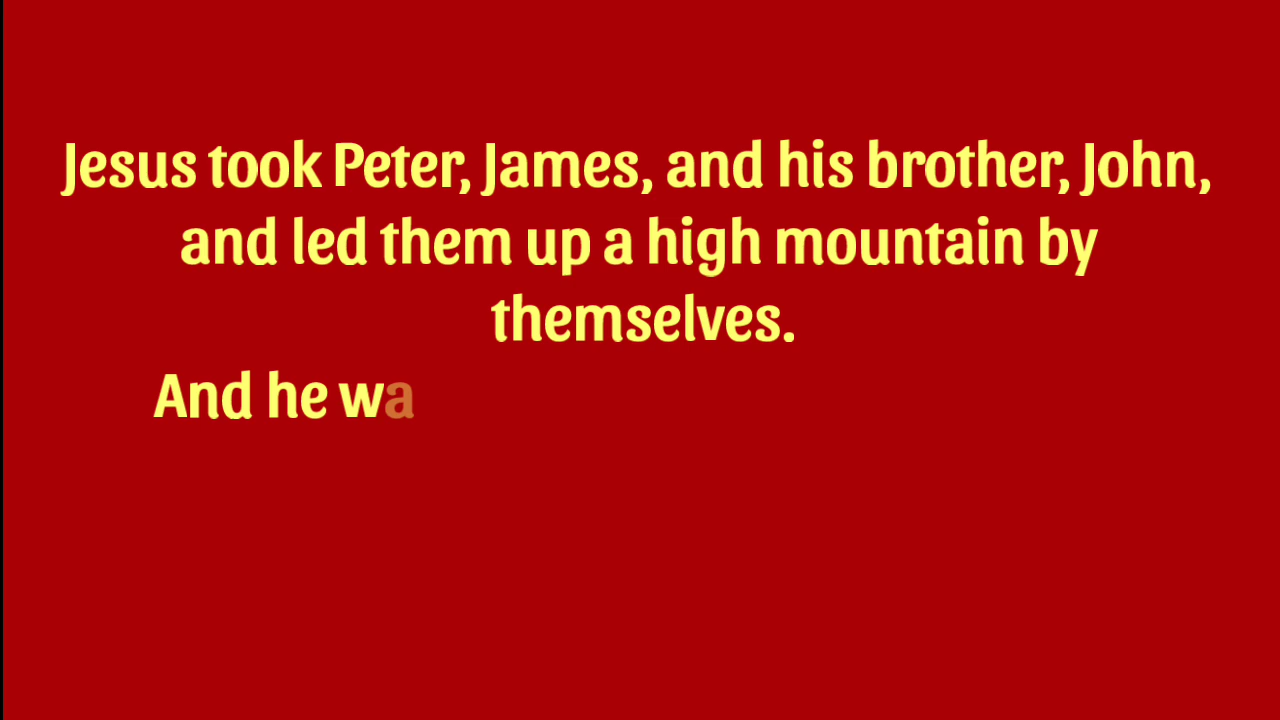 Jesus took Peter, James, and his brother, John,
and led them up a high mountain by
themselves.
And he wa